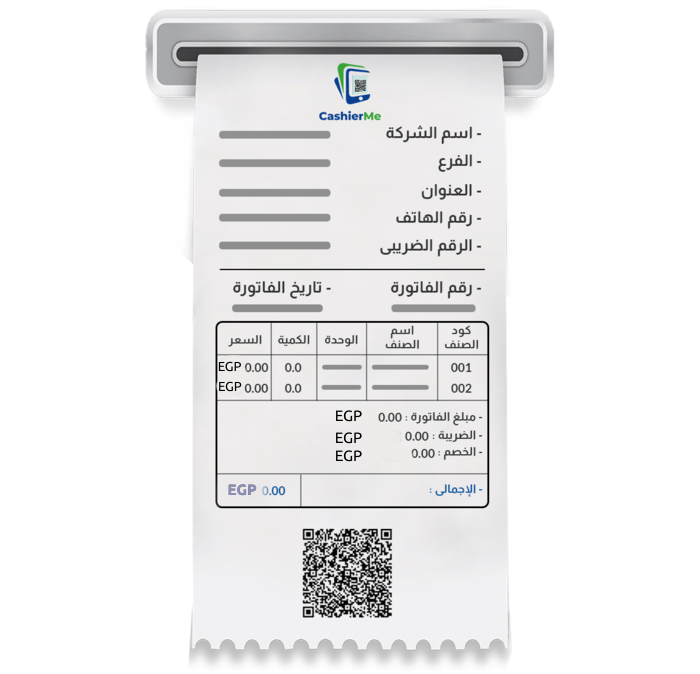 CashierMe
- اسم الشركة
- الفرع
- العنوان
- رقم الهاتف
- الرقم الضريبى
- رقم الفاتورة - تاريخ الفاتورة
كود الصنف اسم الصنف الوحدة الكمية السعر
001 0.0 EGP 0.00
002 0.0 EGP 0.00
- مبلغ الفاتورة : 0.00 EGP
- الضريبة : 0.00 EGP
- الخصم : 0.00 EGP
- الإجمالى : EGP 0.00